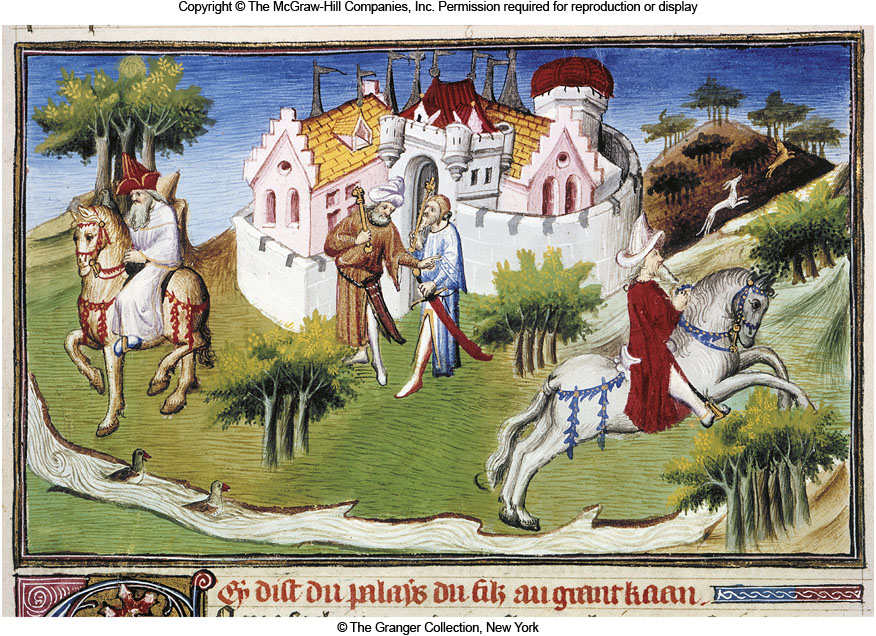 Copyright © The McGraw-Hill Companies, Inc. Permission required for reproduction or display
Cy dist du palays du filz au grant kaan.
© The Granger Collection, New York